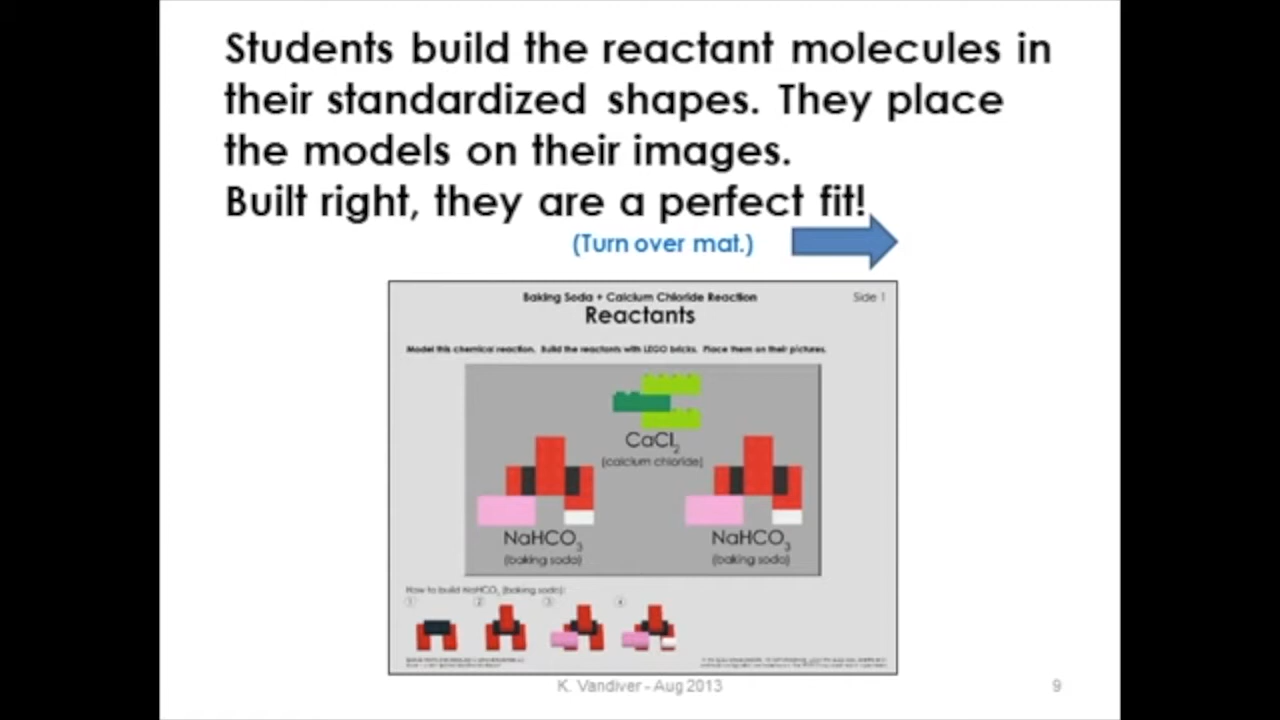 Students build the reactant molecules in
their standardized shapes. They place
the models on their images.
Built right, they are a perfect fit!
(Turn over mat.)
Baking Soda + Calcium Chloride Reaction
Side 1
Reactants
Model this chemical reaction. Build the reactants with LEGO bricks. Place them on their pictures.
CaCl₂
(calcium chloride)
NaHCO₃
(baking soda)
NaHCO₃
(baking soda)
How to build NaHCO₃ (baking soda):
1 2 3 4
K. Vandiver - Aug 2013
9